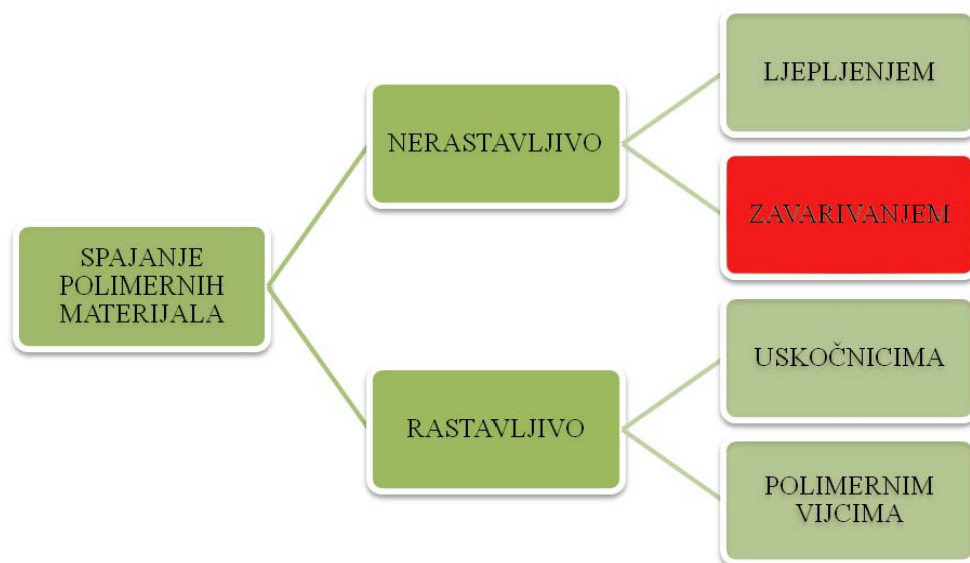 LJEPLJENJEM
NERASTAVLJIVO
ZAVARIVANJEM
SPAJANJE
POLIMERNIH
MATERIJALA
USKOČNICIMA
RASTAVLJIVO
POLIMERNIM
VIJCIMA